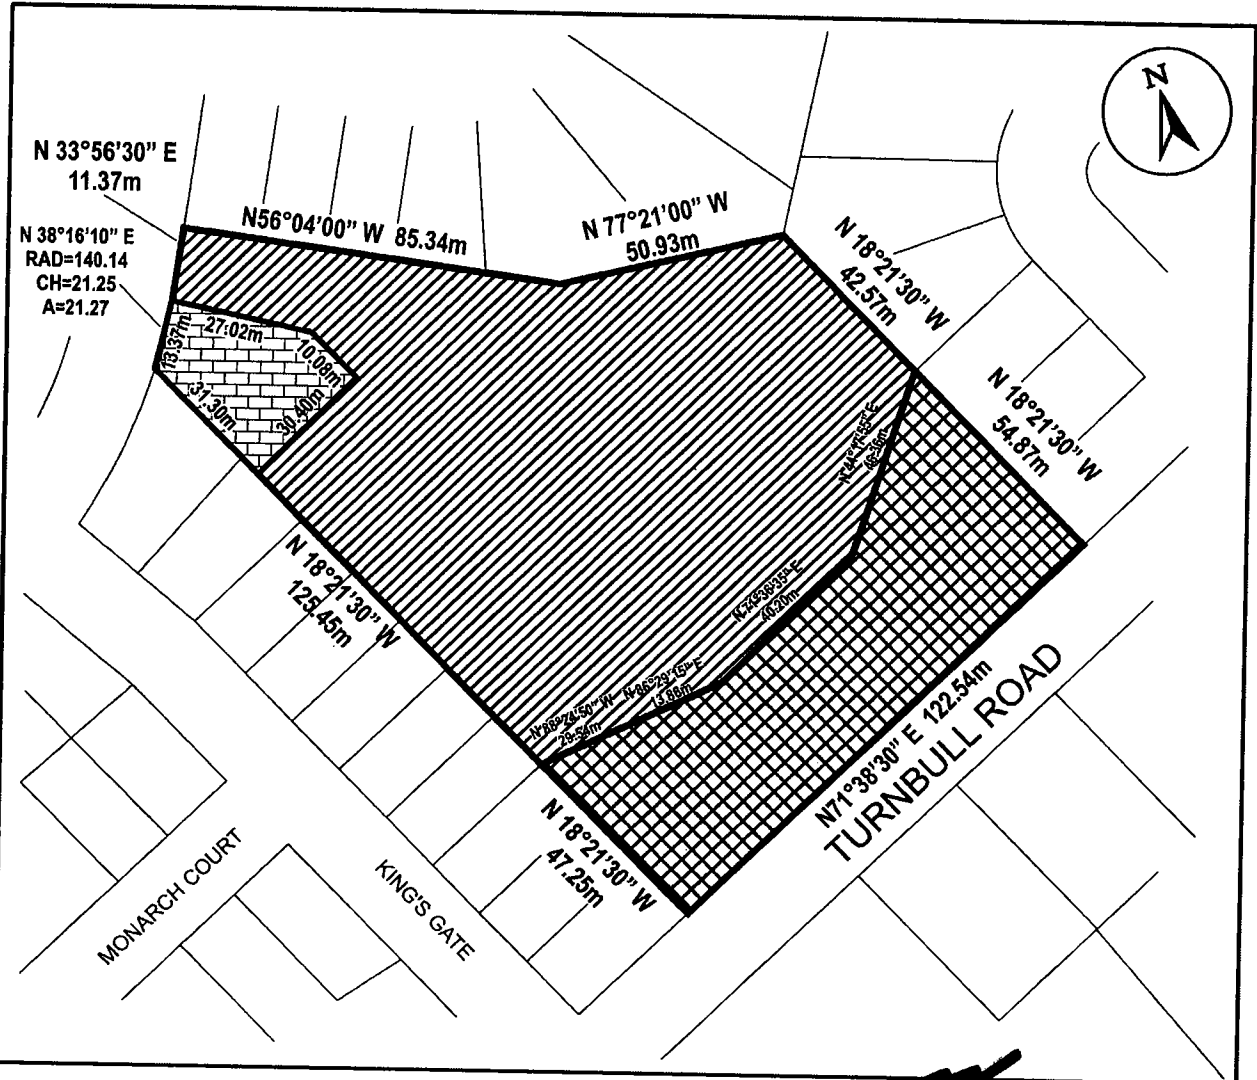 N
N 33°56'30" E
11.37m
N56°04'00" W 85.34m
N 77°21'00" W
50.93m
N 18°21'30" W
42.57m
N 38°16'10" E
RAD=140.14
CH=21.25
A=21.27
13.37m
27.02m
10.08m
31.30m
30.40m
N 18°21'30" W
54.87m
N 18°21'30" W
125.45m
40.20m
13.88m
29.54m
N 18°21'30" W
47.25m
N71°38'30" E 122.54m
TURNBULL ROAD
MONARCH COURT
KING'S GATE